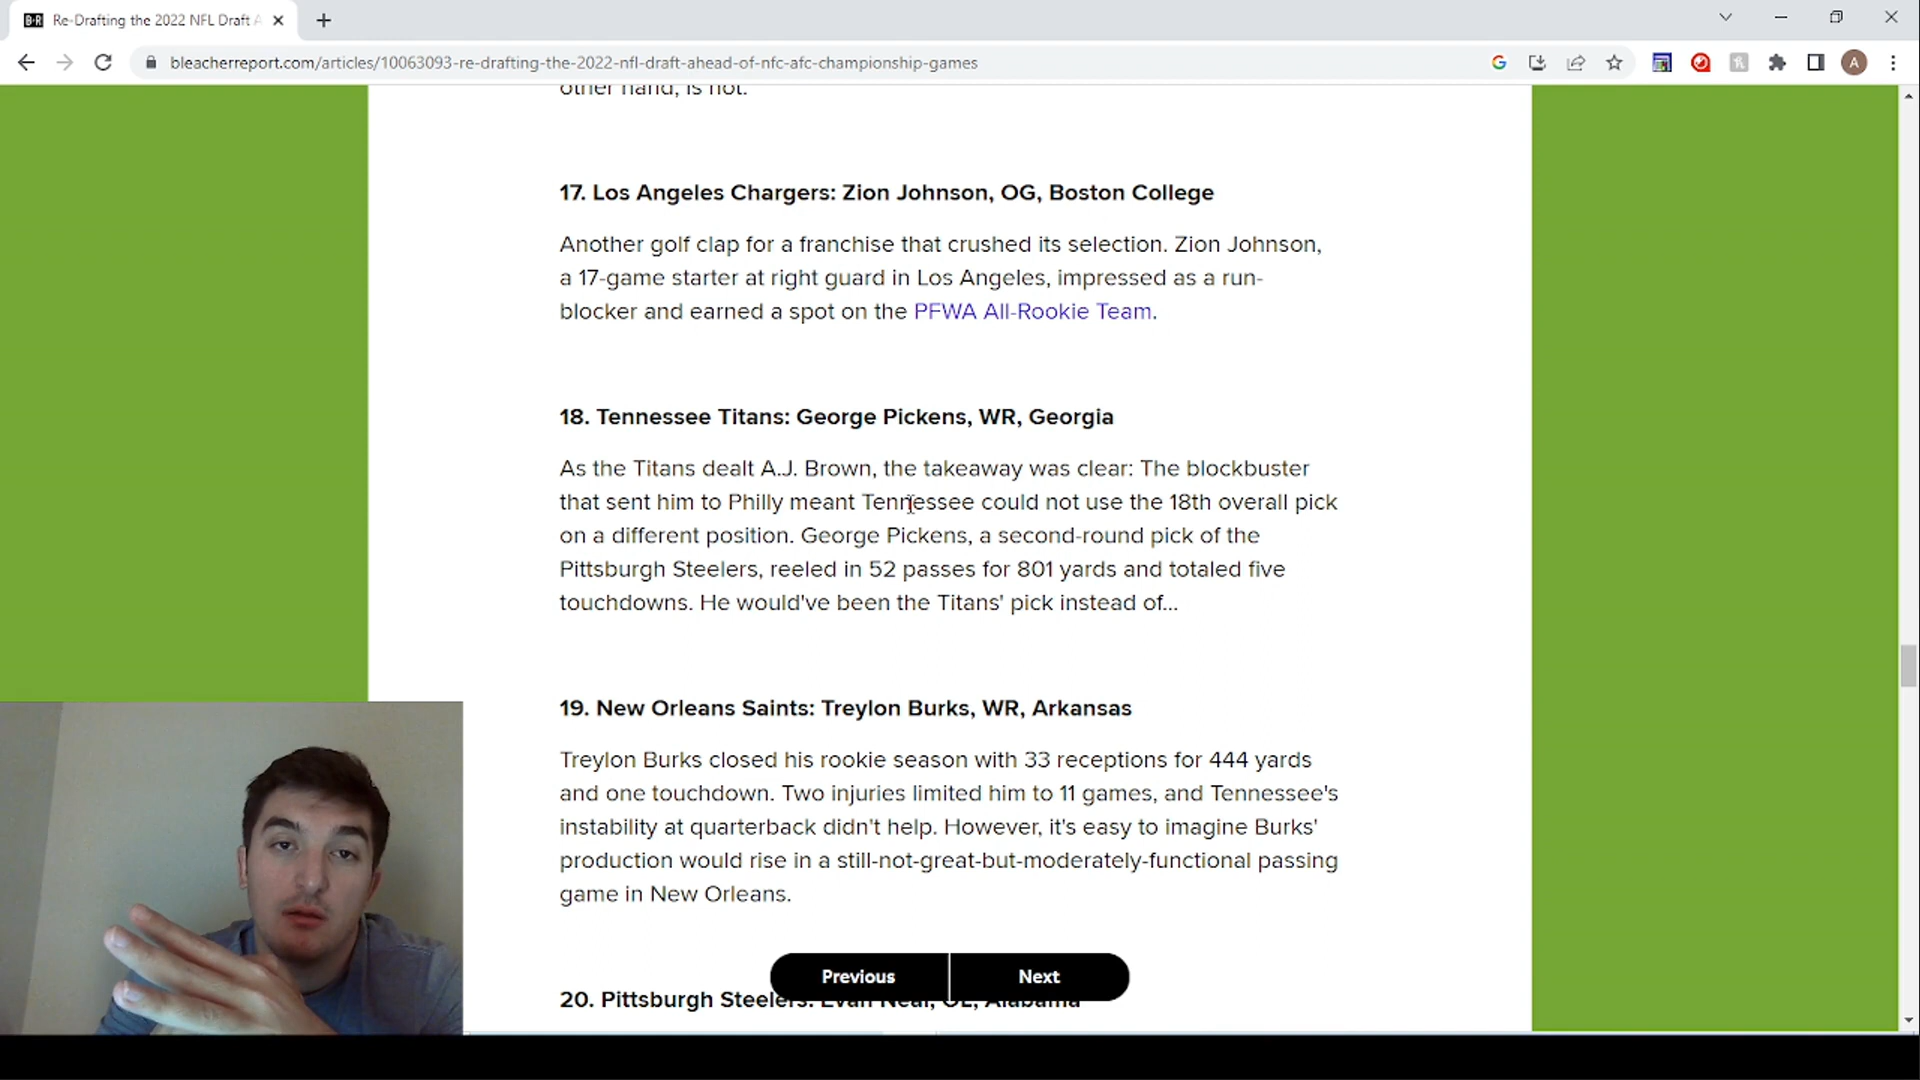 Re-Drafting the 2022 NFL Draft A
bleacherreport.com/articles/10063093-re-drafting-the-2022-nfl-draft-ahead-of-nfc-afc-championship-games
A
other hand, is not.
17. Los Angeles Chargers: Zion Johnson, OG, Boston College
Another golf clap for a franchise that crushed its selection. Zion Johnson,
a 17-game starter at right guard in Los Angeles, impressed as a run-
blocker and earned a spot on the PFWA All-Rookie Team.
18. Tennessee Titans: George Pickens, WR, Georgia
As the Titans dealt A.J. Brown, the takeaway was clear: The blockbuster
that sent him to Philly meant Tennessee could not use the 18th overall pick
on a different position. George Pickens, a second-round pick of the
Pittsburgh Steelers, reeled in 52 passes for 801 yards and totaled five
touchdowns. He would've been the Titans' pick instead of...
19. New Orleans Saints: Treylon Burks, WR, Arkansas
Treylon Burks closed his rookie season with 33 receptions for 444 yards
and one touchdown. Two injuries limited him to 11 games, and Tennessee's
instability at quarterback didn't help. However, it's easy to imagine Burks'
production would rise in a still-not-great-but-moderately-functional passing
game in New Orleans.
Previous Next
20. Pittsburgh Steelers: Evan Neal, OL, Alabama